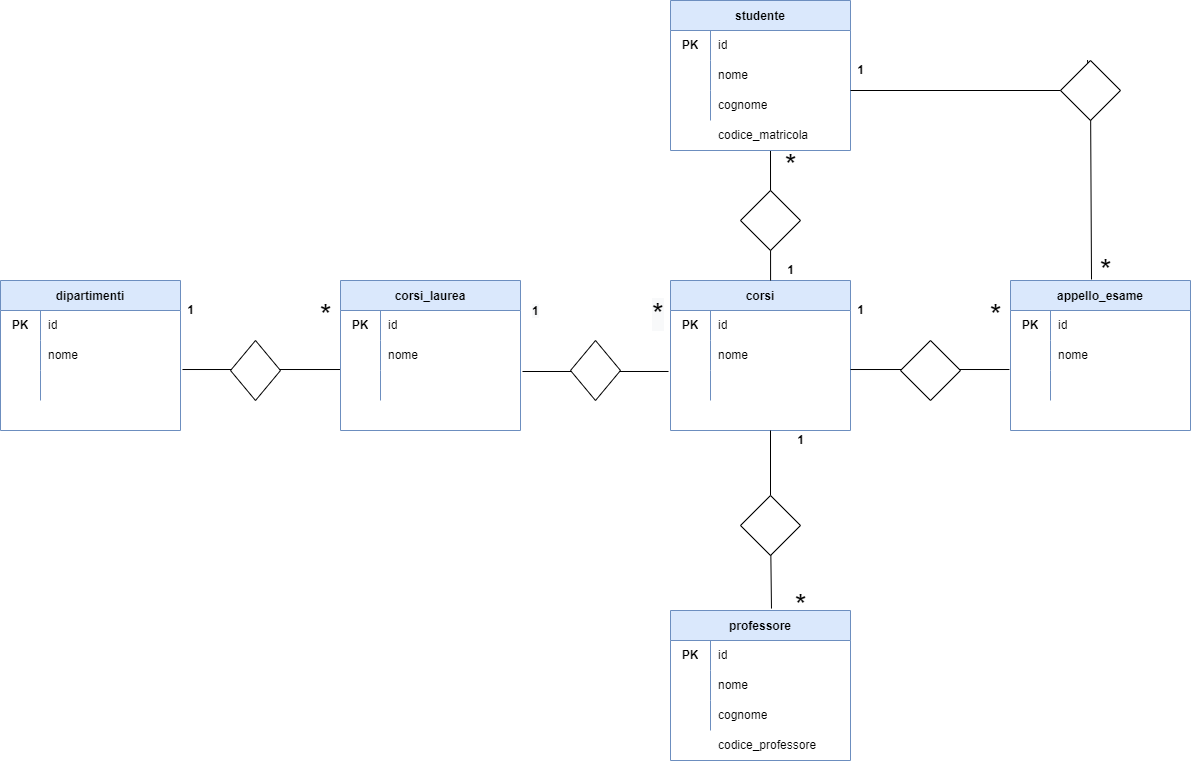 studente
PK id
nome
cognome
codice_matricola
1
*
1
*
dipartimenti
PK id
nome
1
*
corsi_laurea
PK id
nome
1
*
corsi
PK id
nome
1
*
appello_esame
PK id
nome
1
*
professore
PK id
nome
cognome
codice_professore